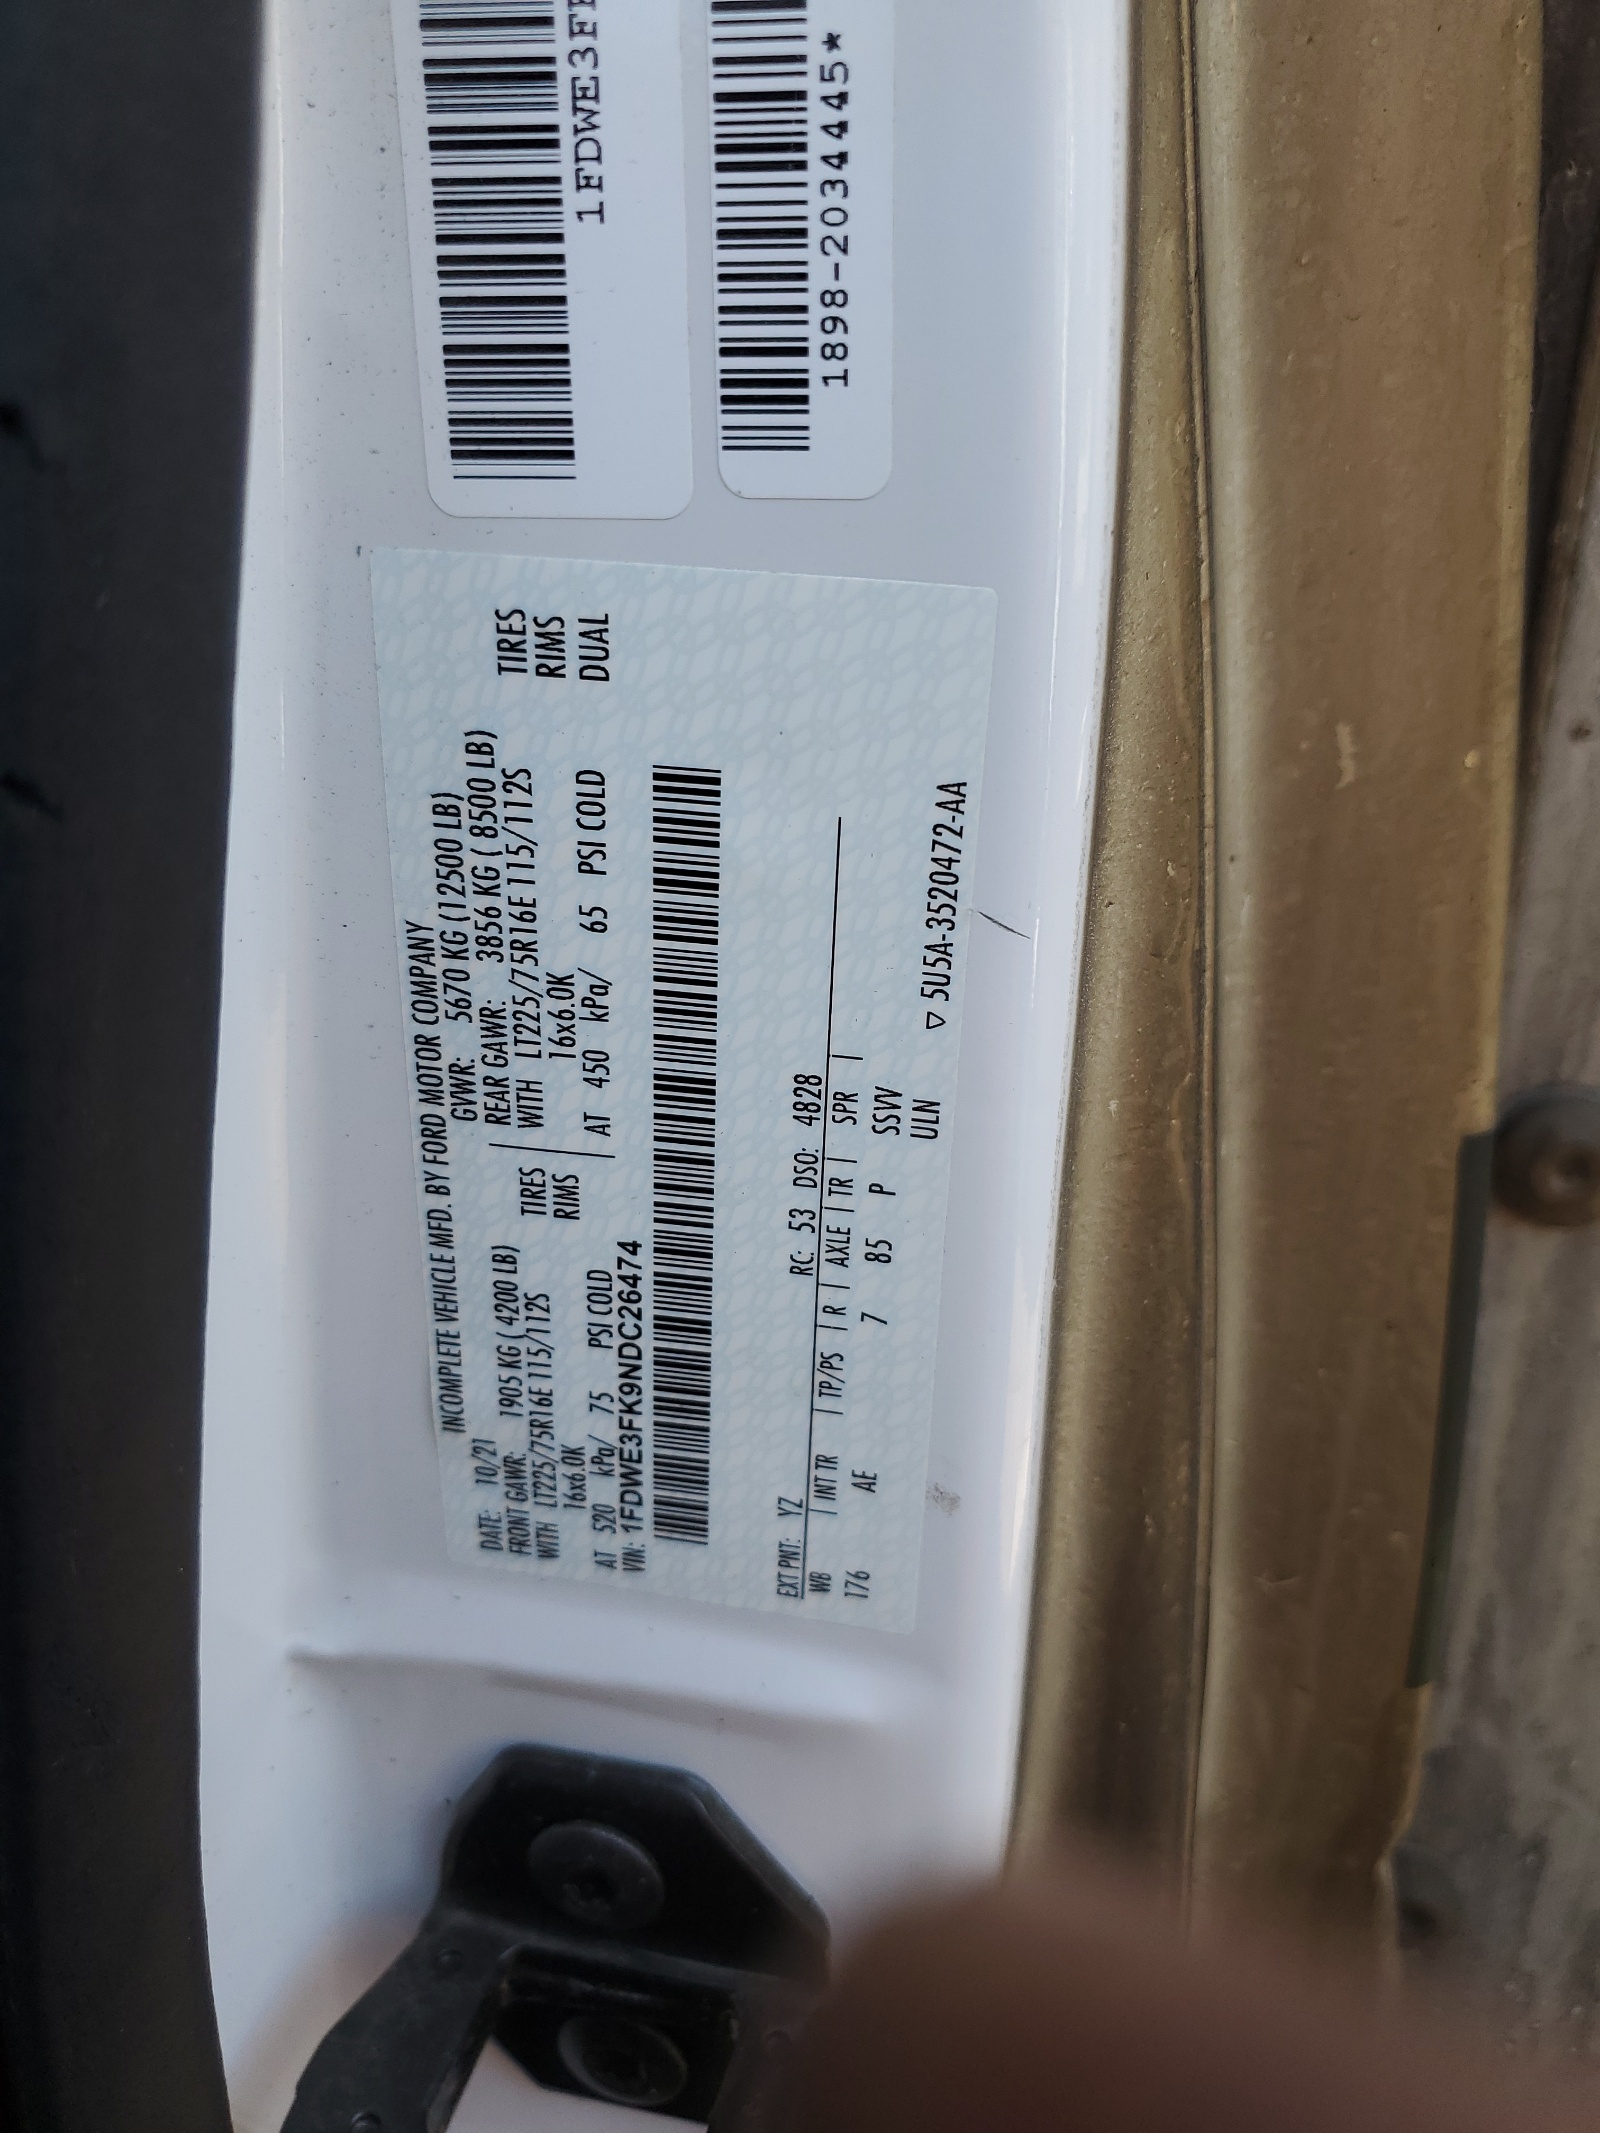 INCOMPLETE VEHICLE MFD. BY FORD MOTOR COMPANY
DATE: 10/21 GVWR: 5670 KG (12500 LB)
FRONT GAWR: 1905 KG ( 4200 LB) REAR GAWR: 3856 KG ( 8500 LB)
WITH LT225/75R16E 115/112S TIRES WITH LT225/75R16E 115/112S TIRES
16x6.0K RIMS 16x6.0K RIMS
AT 520 kPa/ 75 PSI COLD AT 450 kPa/ 65 PSI COLD DUAL
VIN: 1FDWE3FK9NDC26474
EXT PNT: YZ RC: 53 DSO: 4828
WB | INT TR | TP/PS | R | AXLE | TR | SPR |
176 AE 7 85 P SSVV
ULN
▽ 5U5A-3520472-AA
1FDWE3F
1898-2034445*